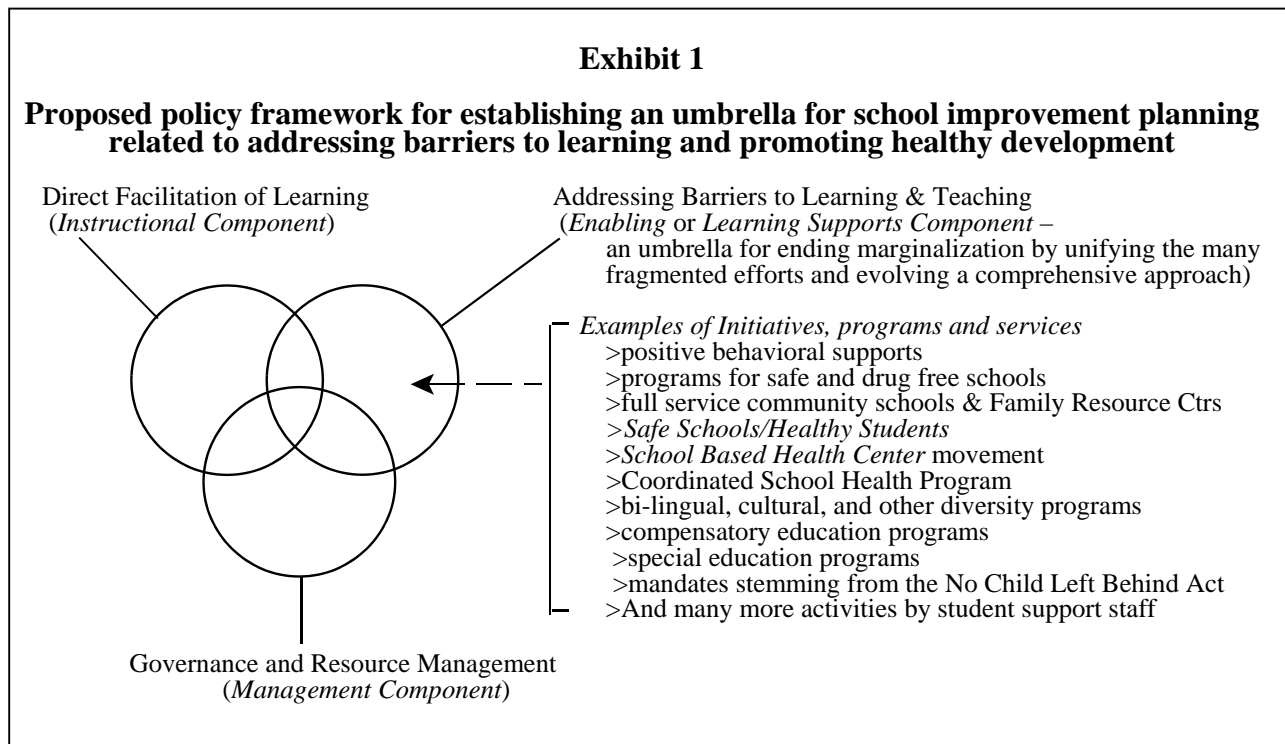 Exhibit 1
Proposed policy framework for establishing an umbrella for school improvement planning
related to addressing barriers to learning and promoting healthy development
Direct Facilitation of Learning
(Instructional Component)
Addressing Barriers to Learning & Teaching
(Enabling or Learning Supports Component –
an umbrella for ending marginalization by unifying the many
fragmented efforts and evolving a comprehensive approach)
Examples of Initiatives, programs and services
>positive behavioral supports
>programs for safe and drug free schools
>full service community schools & Family Resource Ctrs
>Safe Schools/Healthy Students
>School Based Health Center movement
>Coordinated School Health Program
>bi-lingual, cultural, and other diversity programs
>compensatory education programs
>special education programs
>mandates stemming from the No Child Left Behind Act
>And many more activities by student support staff
Governance and Resource Management
(Management Component)